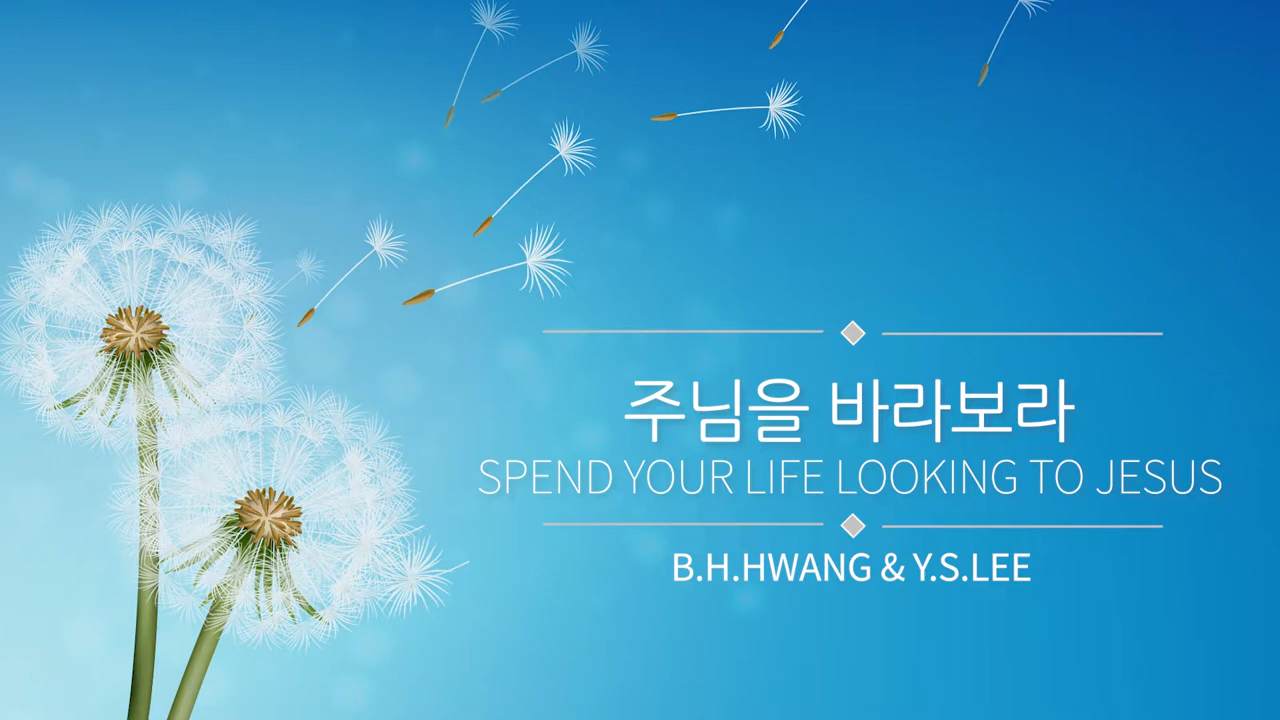 주님을 바라보라
SPEND YOUR LIFE LOOKING TO JESUS
B.H.HWANG & Y.S.LEE